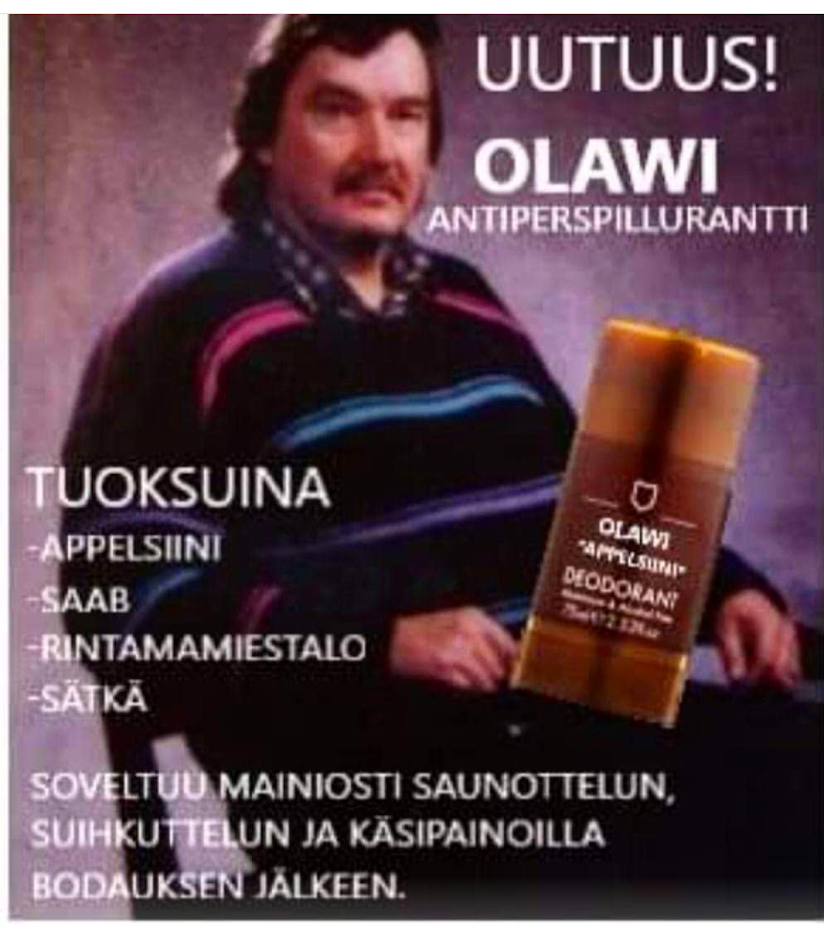 UUTUUS!
OLAWI
ANTIPERSPILLURANTTI
TUOKSUINA
-APPELSIINI
-SAAB
-RINTAMAMIESTALO
-SÄTKÄ
OLAWI
"APPELSIINI"
DEODORANT
SOVELTUU MAINIOSTI SAUNOTTELUN,
SUIHKUTTELUN JA KÄSIPAINOILLA
BODAUKSEN JÄLKEEN.